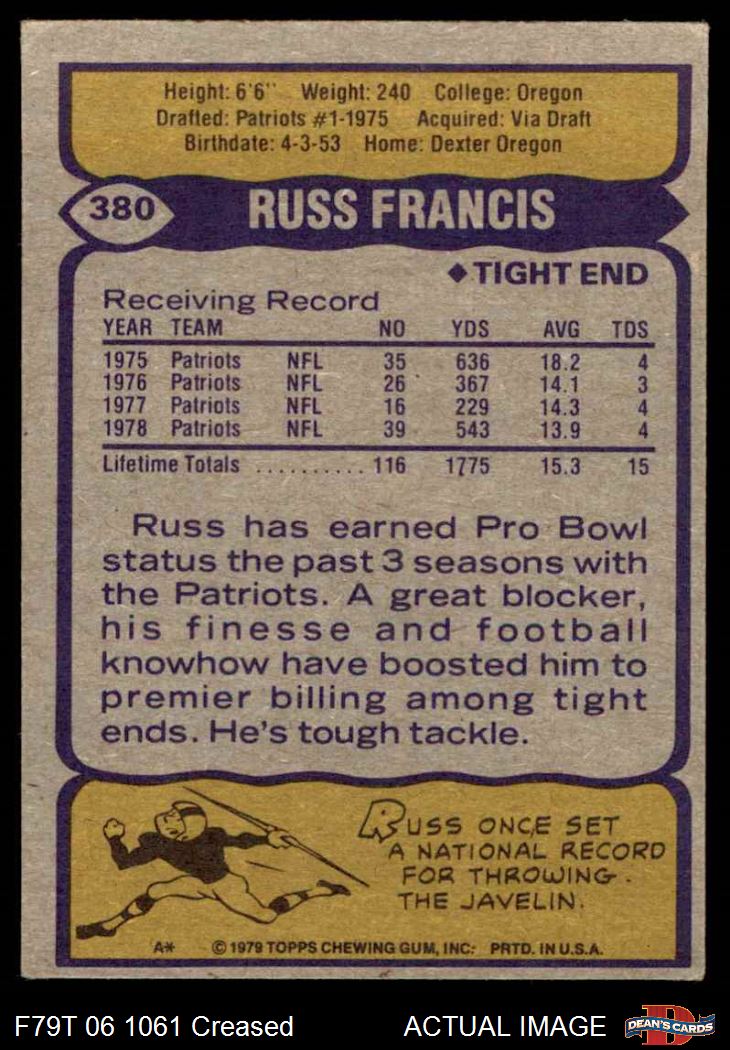 Height: 6'6" Weight: 240 College: Oregon
Drafted: Patriots #1-1975 Acquired: Via Draft
Birthdate: 4-3-53 Home: Dexter Oregon
380 RUSS FRANCIS
◆TIGHT END
Receiving Record
YEAR TEAM NO YDS AVG TDS
1975 Patriots NFL 35 636 18.2 4
1976 Patriots NFL 26 367 14.1 3
1977 Patriots NFL 16 229 14.3 4
1978 Patriots NFL 39 543 13.9 4
Lifetime Totals .......... 116 1775 15.3 15
Russ has earned Pro Bowl
status the past 3 seasons with
the Patriots. A great blocker,
his finesse and football
knowhow have boosted him to
premier billing among tight
ends. He's tough tackle.
RUSS ONCE SET
A NATIONAL RECORD
FOR THROWING
THE JAVELIN.
A* © 1979 TOPPS CHEWING GUM, INC. PRTD. IN U.S.A.
F79T 06 1061 Creased ACTUAL IMAGE D DEAN'S CARDS